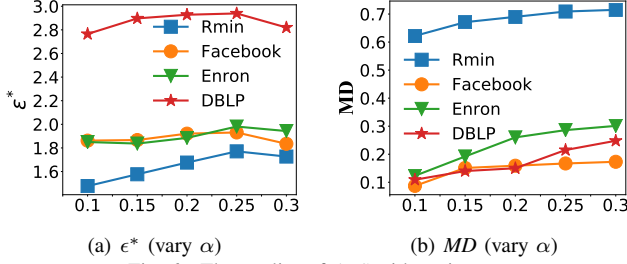 3.0
2.8
2.6
2.4
2.2
2.0
1.8
1.6
ε*
Rmin
Facebook
Enron
DBLP
0.1 0.15 0.2 0.25 0.3
(a) ϵ* (vary α)
0.7
0.6
0.5
0.4
0.3
0.2
0.1
MD
Rmin
Facebook
Enron
DBLP
0.1 0.15 0.2 0.25 0.3
(b) MD (vary α)